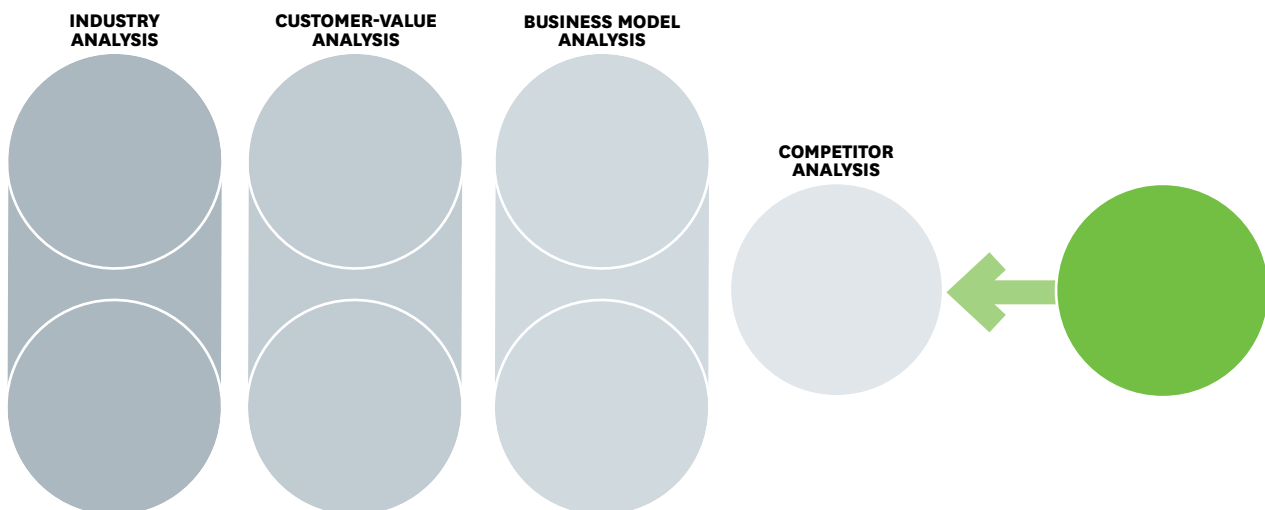 INDUSTRY
ANALYSIS
CUSTOMER-VALUE
ANALYSIS
BUSINESS MODEL
ANALYSIS
COMPETITOR
ANALYSIS